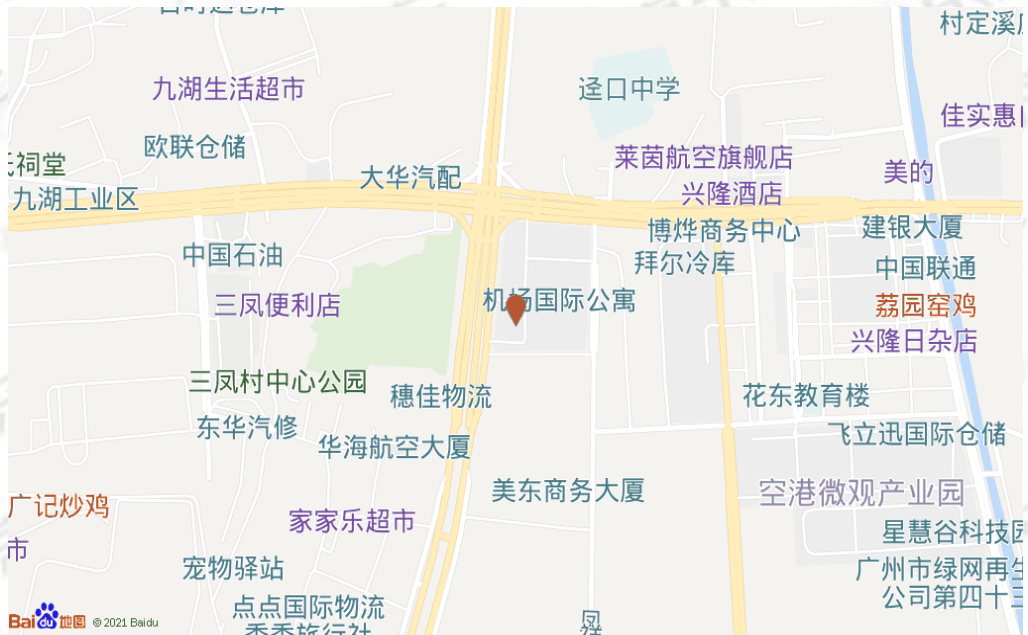 村定溪
九湖生活超市
迳口中学
佳实惠
欧联仓储
氏祠堂
莱茵航空旗舰店
大华汽配
美的
九湖工业区
兴隆酒店
博烨商务中心
建银大厦
中国石油
拜尔冷库
中国联通
三凤便利店
机场国际公寓
荔园窑鸡
兴隆日杂店
三凤村中心公园
穗佳物流
花东教育楼
东华汽修
华海航空大厦
飞立迅国际仓储
美东商务大厦
空港微观产业园
广记炒鸡
家家乐超市
星慧谷科技园
市
宠物驿站
广州市绿网再生
公司第四十三
点点国际物流
凤
Bai du 地图 © 2021 Baidu